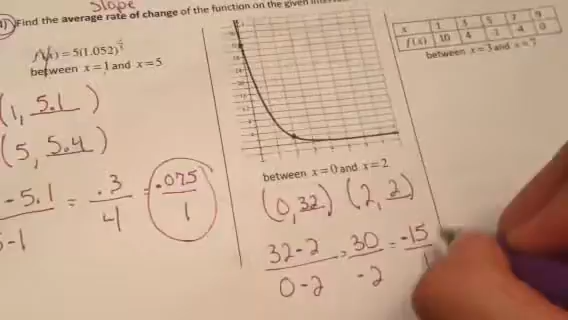 Slope
Find the average rate of change of the function on the given
f(x) = 5(1.052)
between x = 1 and x = 5
(1, 5.1)
(5, 5.4)
- 5.1
-1
= .3/4 = .075/1
between x = 0 and x = 2
(0, 32) (2, 2)
32-2/0-2 = 30/-2 = -15/1
x 1 3 5 7 9
f(x) 10 4 -4 0
between x = 3 and x = 7